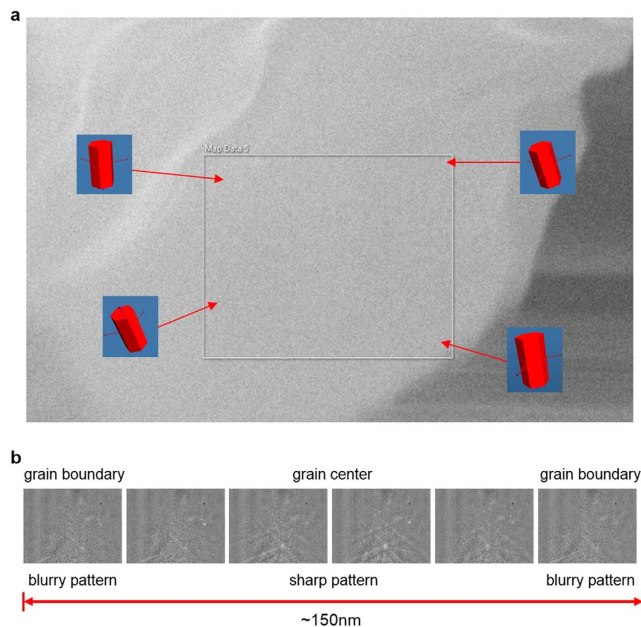 a
Map Data 5
b
grain boundary grain center grain boundary
blurry pattern sharp pattern blurry pattern
~150nm